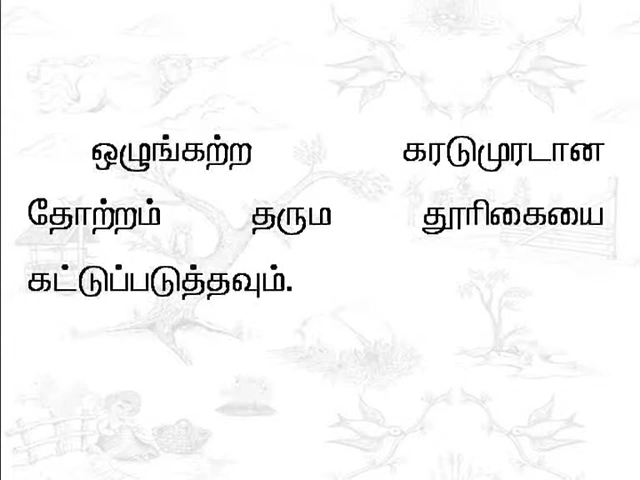 ஒழுங்கற்ற கரடுமுரடான
தோற்றம் தரும தூரிகையை
கட்டுப்படுத்தவும்.